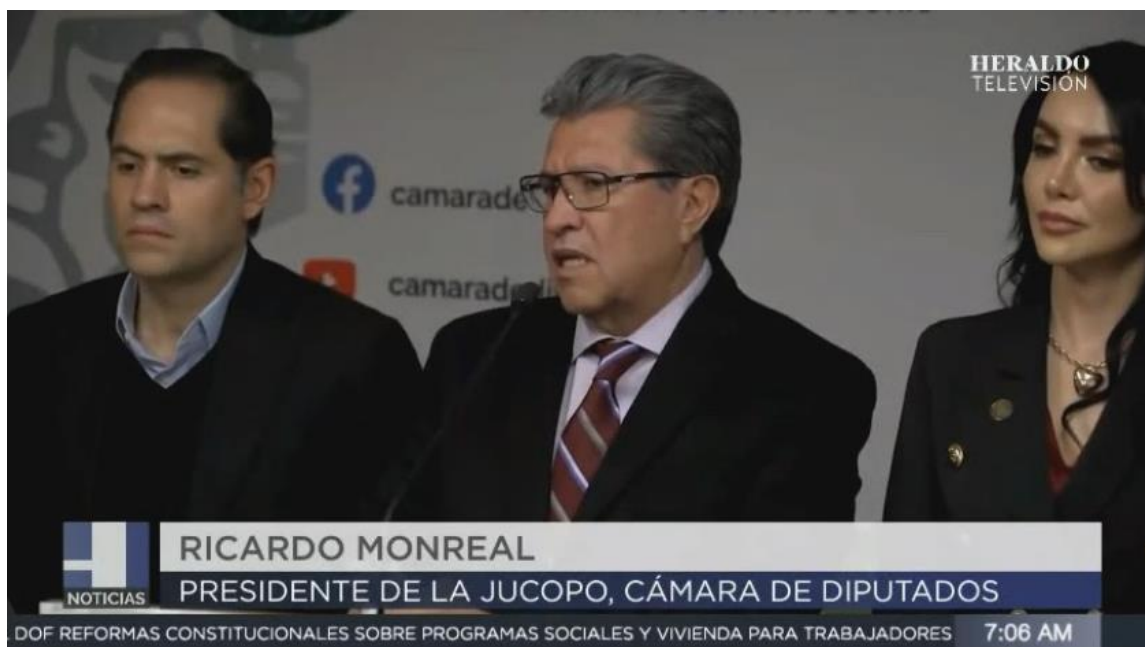 HERALDO
TELEVISIÓN
camarade
camarad
RICARDO MONREAL
PRESIDENTE DE LA JUCOPO, CÁMARA DE DIPUTADOS
NOTICIAS
DOF REFORMAS CONSTITUCIONALES SOBRE PROGRAMAS SOCIALES Y VIVIENDA PARA TRABAJADORES
7:06 AM